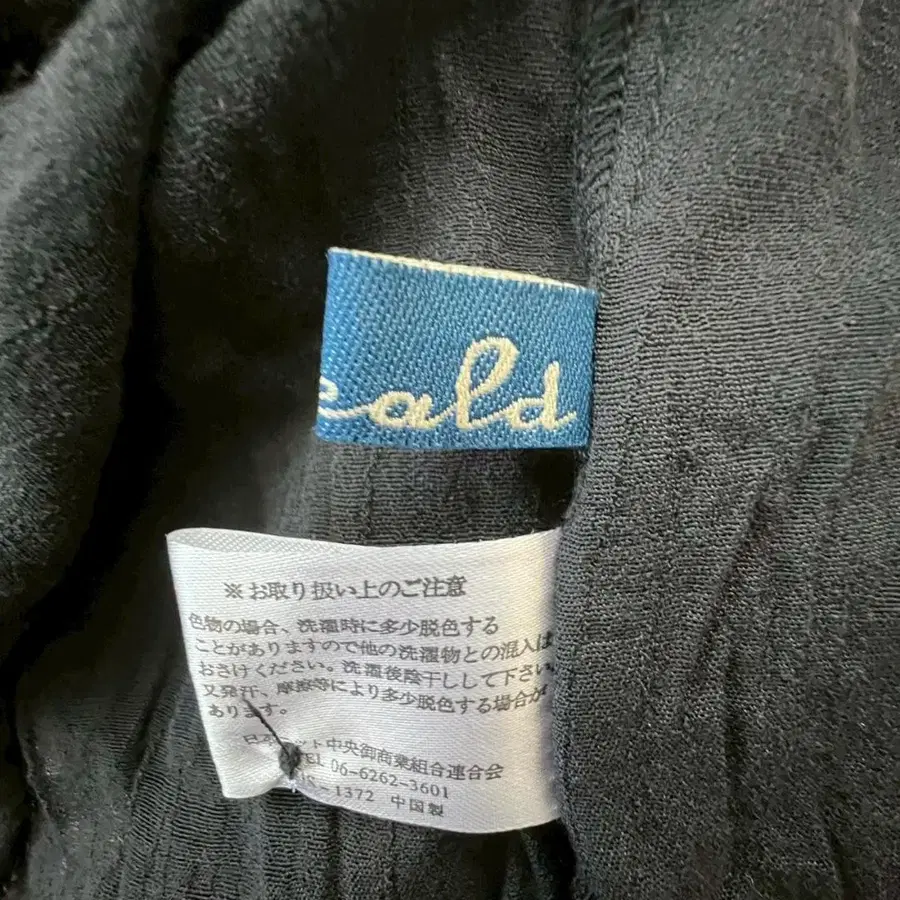 eald
※お取り扱い上のご注意
色物の場合、洗濯時に多少脱色する
ことがありますので他の洗濯物との混入は
おさけください。洗濯後陰干しして下さい。
又発汗、摩擦等により多少脱色する場合が
あります。
ット中央卸商業組合連合会
TEL 06-6262-3601
-1372 中国製